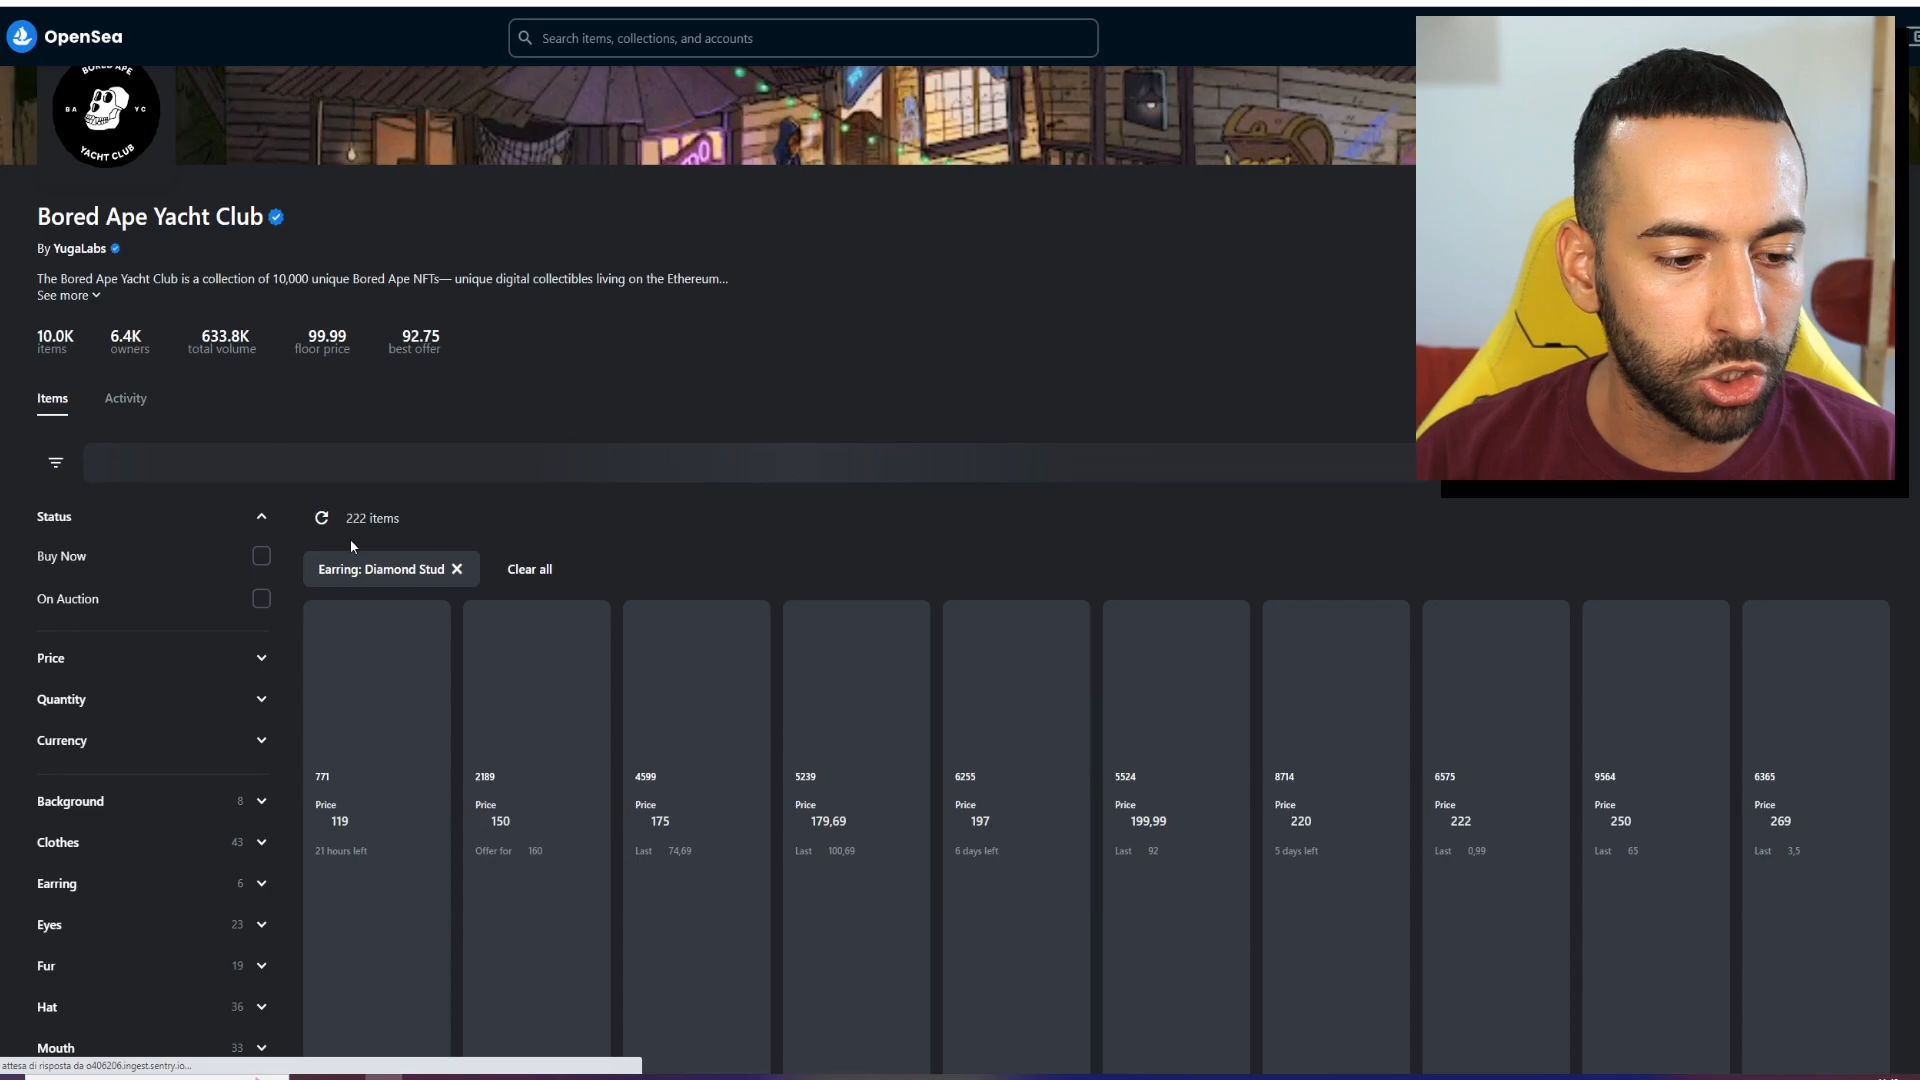 OpenSea
Search items, collections, and accounts
BORED APE
BA YC
YACHT CLUB
Bored Ape Yacht Club
By YugaLabs
The Bored Ape Yacht Club is a collection of 10,000 unique Bored Ape NFTs— unique digital collectibles living on the Ethereum...
See more
10.0K 6.4K 633.8K 99.99 92.75
items owners total volume floor price best offer
Items Activity
Status
222 items
Buy Now
Earring: Diamond Stud Clear all
On Auction
Price
Quantity
Currency
Background 8
Clothes 43
Earring 6
Eyes 23
Fur 19
Hat 36
Mouth 33
771 2189 4599 5239 6255 5524 8714 6575 9564 6365
Price Price Price Price Price Price Price Price Price Price
119 150 175 179,69 197 199,99 220 222 250 269
21 hours left Offer for 160 Last 74,69 Last 100,69 6 days left Last 92 5 days left Last 0,99 Last 65 Last 3,5
attesa di risposta da o406206.ingest.sentry.io...